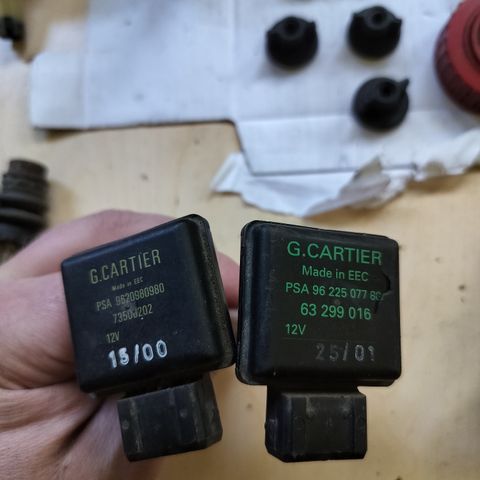 G.CARTIER
Made in EEC
PSA 9620980980
12V
15/00
G.CARTIER
Made in EEC
PSA 96 225 077
63 299 016
12V
25/01